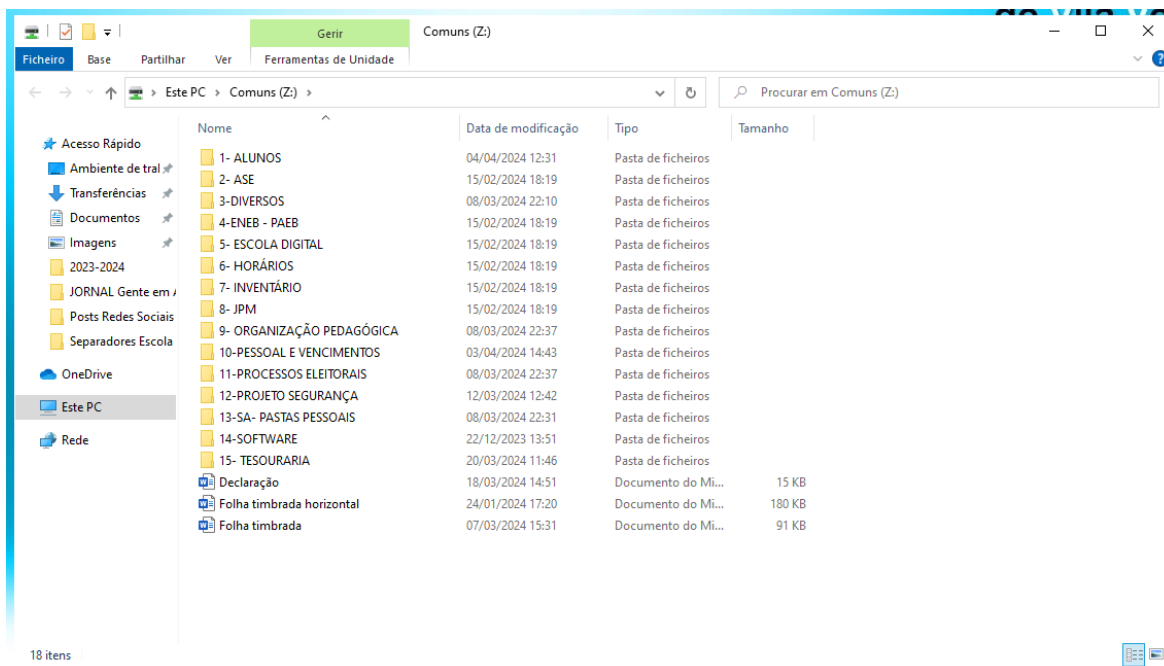 Gerir
Comuns (Z:)
Ficheiro Base Partilhar Ver Ferramentas de Unidade
Este PC Comuns (Z:)
Procurar em Comuns (Z:)
Nome Data de modificação Tipo Tamanho
Acesso Rápido
Ambiente de tral
Transferências
Documentos
Imagens
2023-2024
JORNAL Gente em A
Posts Redes Sociais
Separadores Escola
OneDrive
Este PC
Rede
1- ALUNOS 04/04/2024 12:31 Pasta de ficheiros
2- ASE 15/02/2024 18:19 Pasta de ficheiros
3-DIVERSOS 08/03/2024 22:10 Pasta de ficheiros
4-ENEB - PAEB 15/02/2024 18:19 Pasta de ficheiros
5- ESCOLA DIGITAL 15/02/2024 18:19 Pasta de ficheiros
6- HORÁRIOS 15/02/2024 18:19 Pasta de ficheiros
7- INVENTÁRIO 15/02/2024 18:19 Pasta de ficheiros
8- JPM 15/02/2024 18:19 Pasta de ficheiros
9- ORGANIZAÇÃO PEDAGÓGICA 08/03/2024 22:37 Pasta de ficheiros
10-PESSOAL E VENCIMENTOS 03/04/2024 14:43 Pasta de ficheiros
11-PROCESSOS ELEITORAIS 08/03/2024 22:37 Pasta de ficheiros
12-PROJETO SEGURANÇA 12/03/2024 12:42 Pasta de ficheiros
13-SA- PASTAS PESSOAIS 08/03/2024 22:31 Pasta de ficheiros
14-SOFTWARE 22/12/2023 13:51 Pasta de ficheiros
15- TESOURARIA 20/03/2024 11:46 Pasta de ficheiros
Declaração 18/03/2024 14:51 Documento do Mi... 15 KB
Folha timbrada horizontal 24/01/2024 17:20 Documento do Mi... 180 KB
Folha timbrada 07/03/2024 15:31 Documento do Mi... 91 KB
18 itens